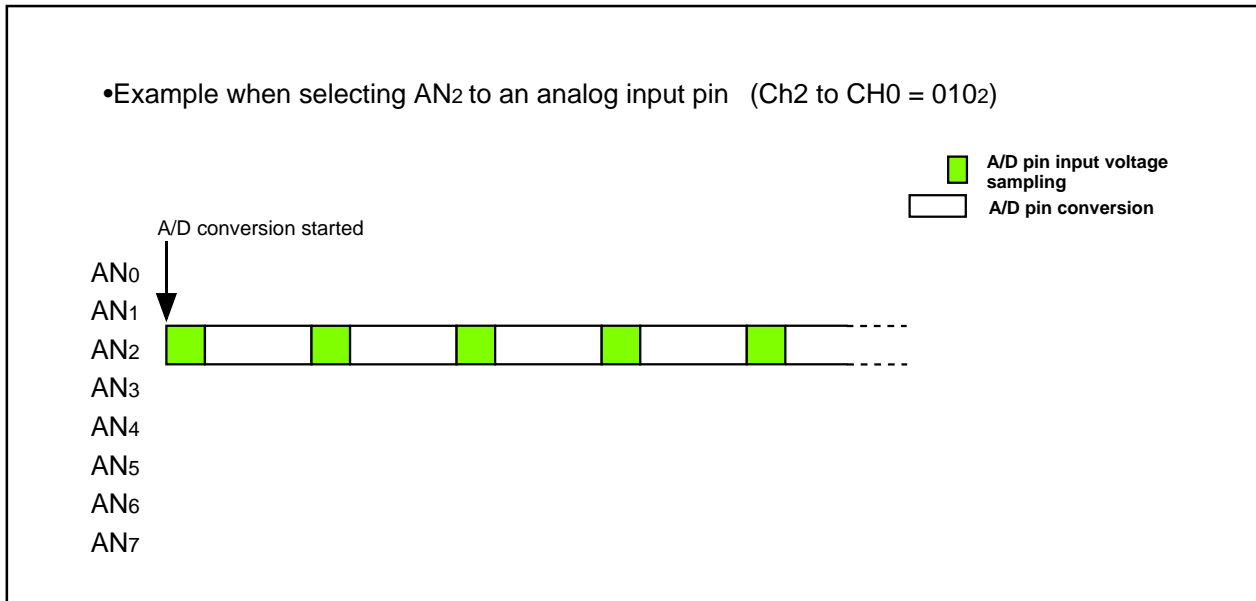 •Example when selecting AN2 to an analog input pin (Ch2 to CH0 = 0102)
A/D pin input voltage
sampling
A/D pin conversion
A/D conversion started
AN0
AN1
AN2
AN3
AN4
AN5
AN6
AN7